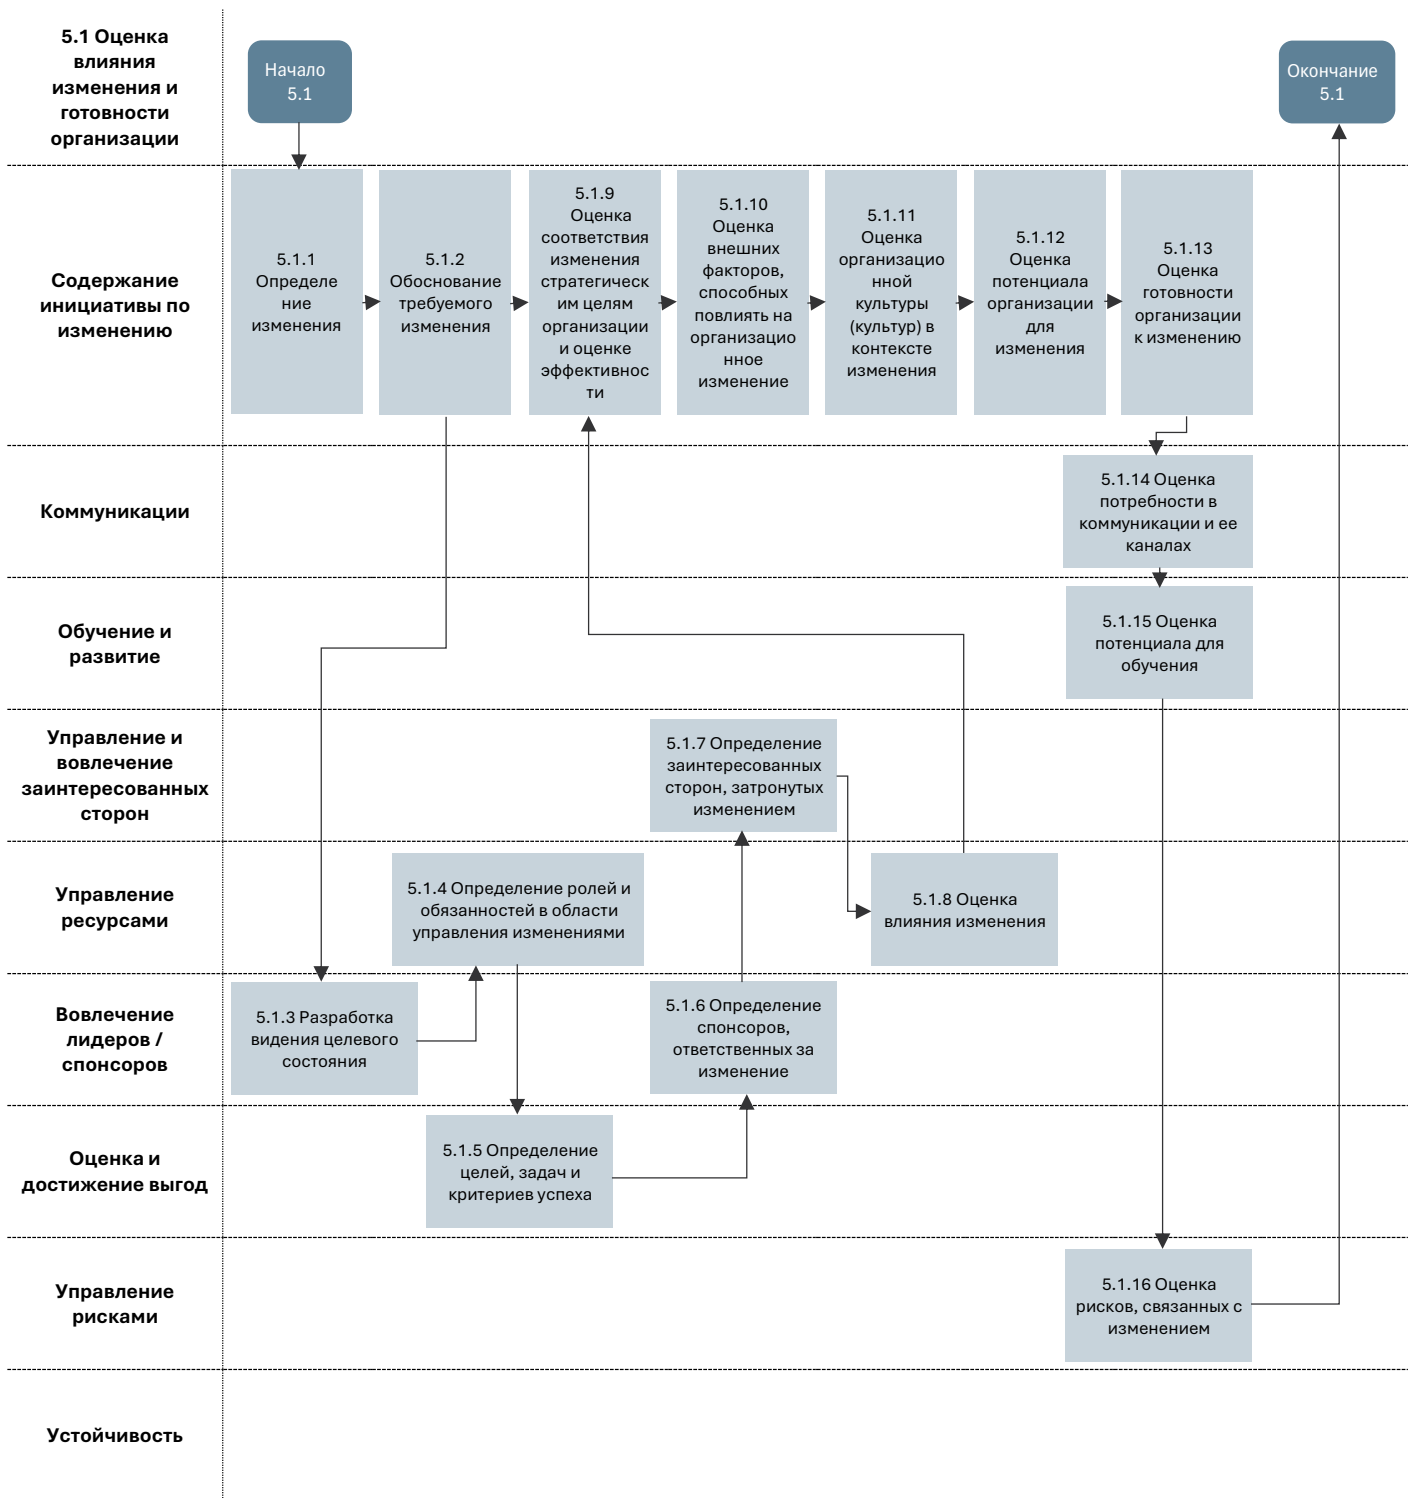 5.1 Оценка
влияния
изменения и
готовности
организации
Начало
5.1
Окончание
5.1
Содержание
инициативы по
изменению
5.1.1
Определе
ние
изменения
5.1.2
Обоснование
требуемого
изменения
5.1.9
Оценка
соответствия
изменения
стратегическ
им целям
организации
и оценке
эффективнос
ти
5.1.10
Оценка
внешних
факторов,
способных
повлиять на
организацио
нное
изменение
5.1.11
Оценка
организацио
нной
культуры
(культур) в
контексте
изменения
5.1.12
Оценка
потенциала
организации
для
изменения
5.1.13
Оценка
готовности
организации
к изменению
Коммуникации
5.1.14 Оценка
потребности в
коммуникации и ее
каналах
Обучение и
развитие
5.1.15 Оценка
потенциала для
обучения
Управление и
вовлечение
заинтересованных
сторон
5.1.7 Определение
заинтересованных
сторон, затронутых
изменением
Управление
ресурсами
5.1.4 Определение ролей и
обязанностей в области
управления изменениями
5.1.8 Оценка
влияния изменения
Вовлечение
лидеров /
спонсоров
5.1.3 Разработка
видения целевого
состояния
5.1.6 Определение
спонсоров,
ответственных за
изменение
Оценка и
достижение выгод
5.1.5 Определение
целей, задач и
критериев успеха
Управление
рисками
5.1.16 Оценка
рисков, связанных с
изменением
Устойчивость